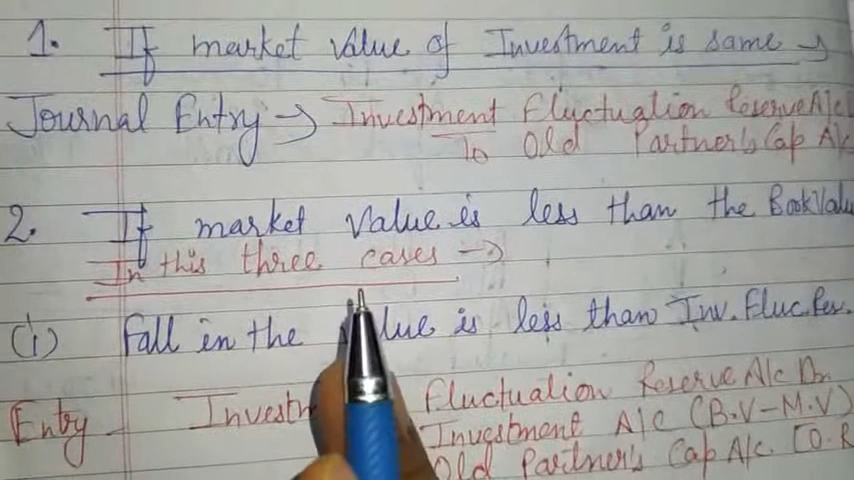 1. If market value of Investment is same →
Journal Entry → Investment Fluctuation Reserve A/c
To Old Partner's Cap A/c
2. If market value is less than the Book Valu
In this three cases →
(i) Fall in the value is less than Inv. Fluc. Res.
Entry Investm Fluctuation Reserve A/c Dr
Investment A/c (B.V-M.V)
Old Partner's Cap A/c. [O.R